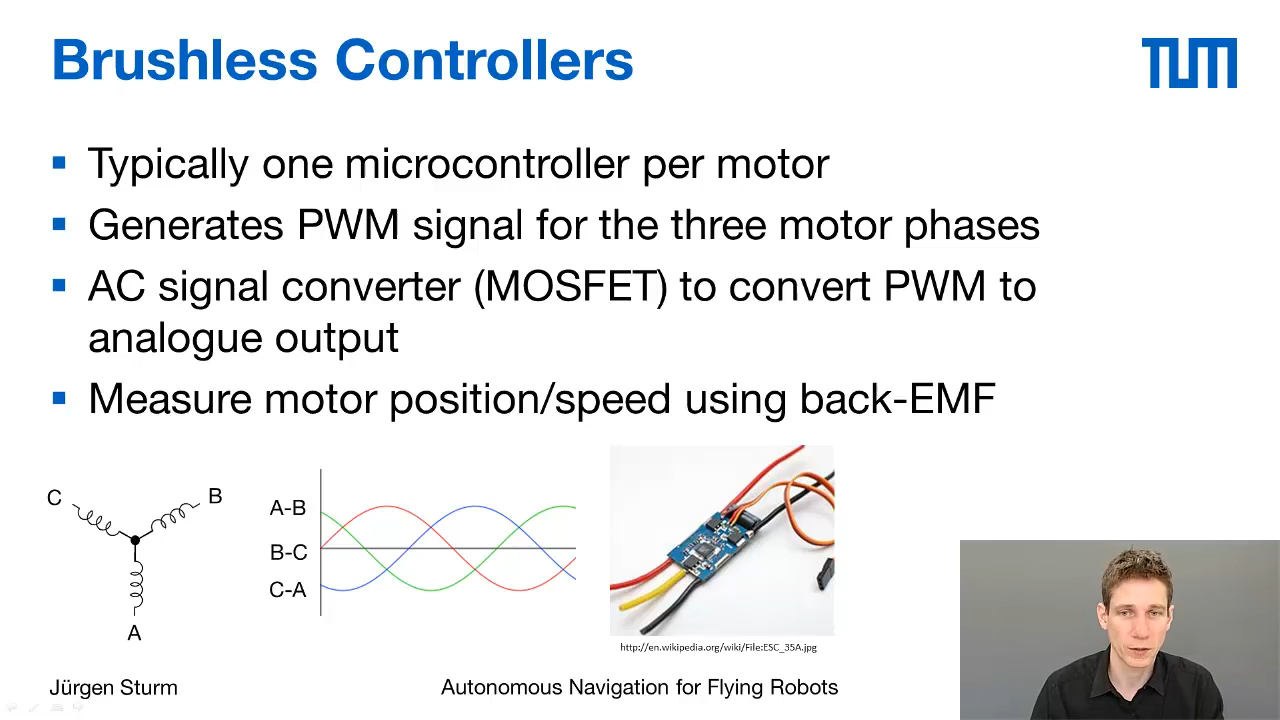 Brushless Controllers
TUM
Typically one microcontroller per motor
Generates PWM signal for the three motor phases
AC signal converter (MOSFET) to convert PWM to
analogue output
Measure motor position/speed using back-EMF
C
B
A
A-B
B-C
C-A
http://en.wikipedia.org/wiki/File:ESC_35A.jpg
Jürgen Sturm
Autonomous Navigation for Flying Robots